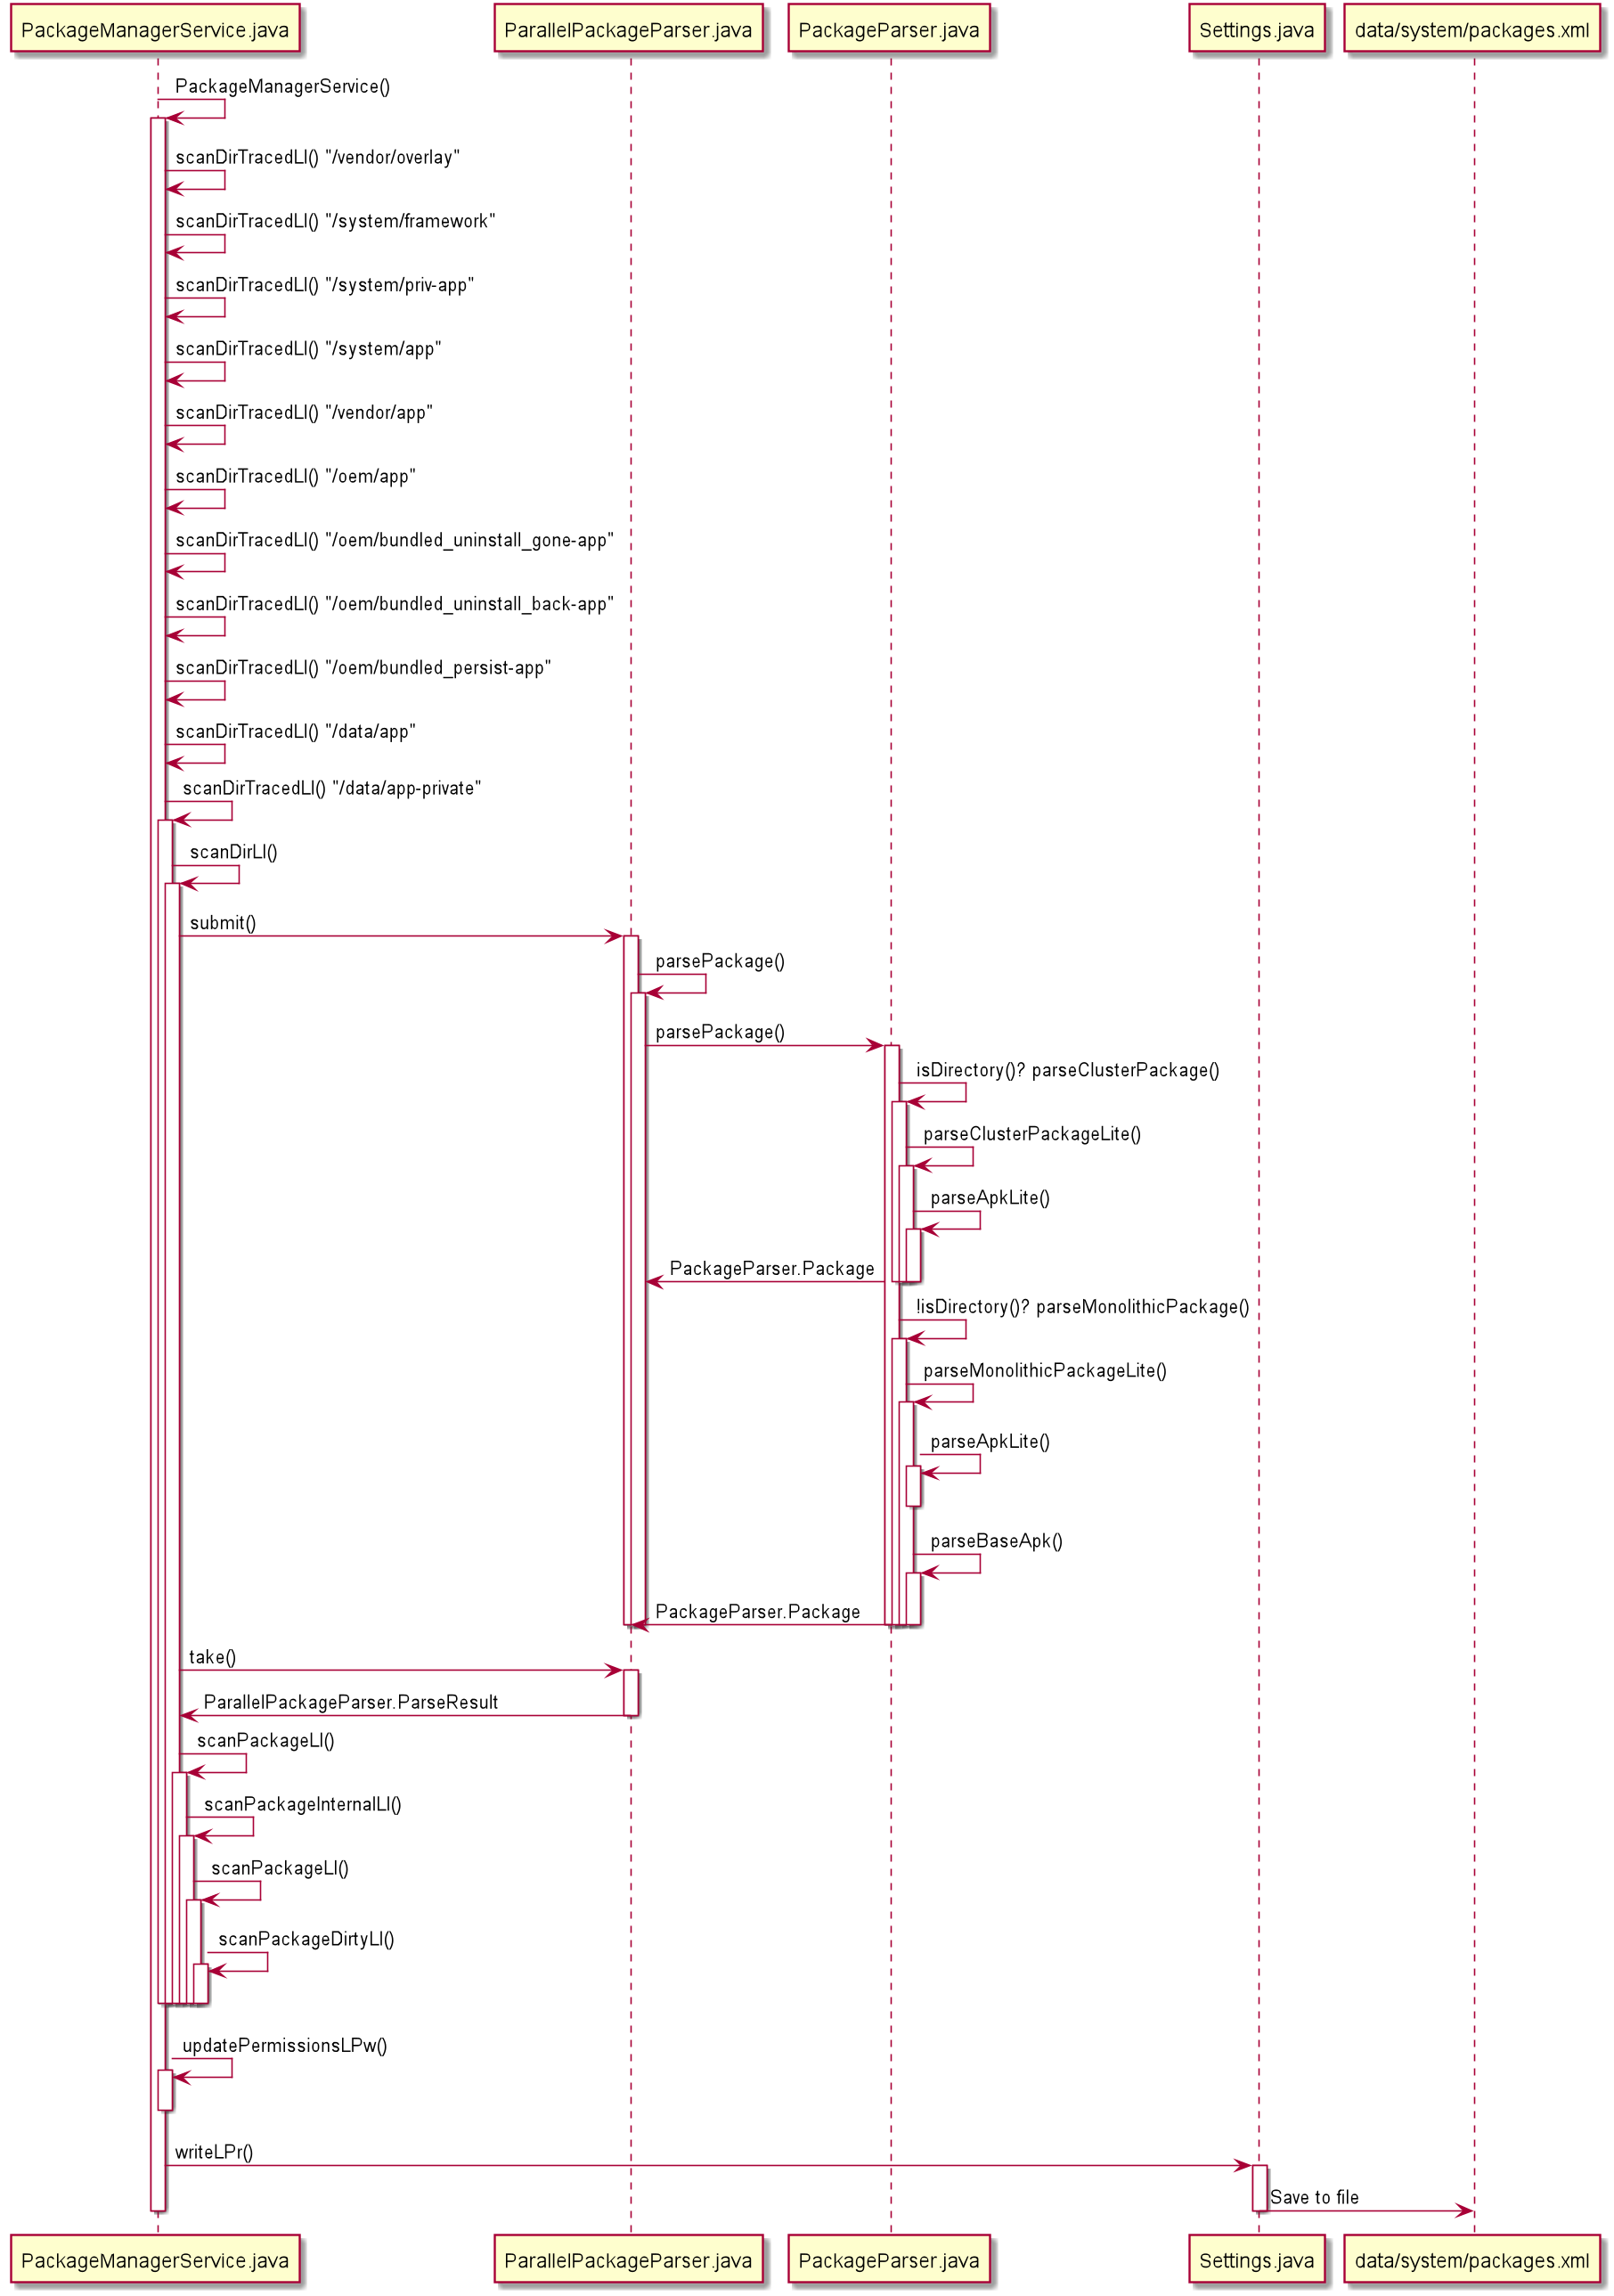 PackageManagerService.java
ParallelPackageParser.java
PackageParser.java
Settings.java
data/system/packages.xml
PackageManagerService()
scanDirTracedLI() "/vendor/overlay"
scanDirTracedLI() "/system/framework"
scanDirTracedLI() "/system/priv-app"
scanDirTracedLI() "/system/app"
scanDirTracedLI() "/vendor/app"
scanDirTracedLI() "/oem/app"
scanDirTracedLI() "/oem/bundled_uninstall_gone-app"
scanDirTracedLI() "/oem/bundled_uninstall_back-app"
scanDirTracedLI() "/oem/bundled_persist-app"
scanDirTracedLI() "/data/app"
scanDirTracedLI() "/data/app-private"
scanDirLI()
submit()
parsePackage()
parsePackage()
isDirectory()? parseClusterPackage()
parseClusterPackageLite()
parseApkLite()
PackageParser.Package
!isDirectory()? parseMonolithicPackage()
parseMonolithicPackageLite()
parseApkLite()
parseBaseApk()
PackageParser.Package
take()
ParallelPackageParser.ParseResult
scanPackageLI()
scanPackageInternalLI()
scanPackageLI()
scanPackageDirtyLI()
updatePermissionsLPw()
writeLPr()
Save to file
PackageManagerService.java
ParallelPackageParser.java
PackageParser.java
Settings.java
data/system/packages.xml